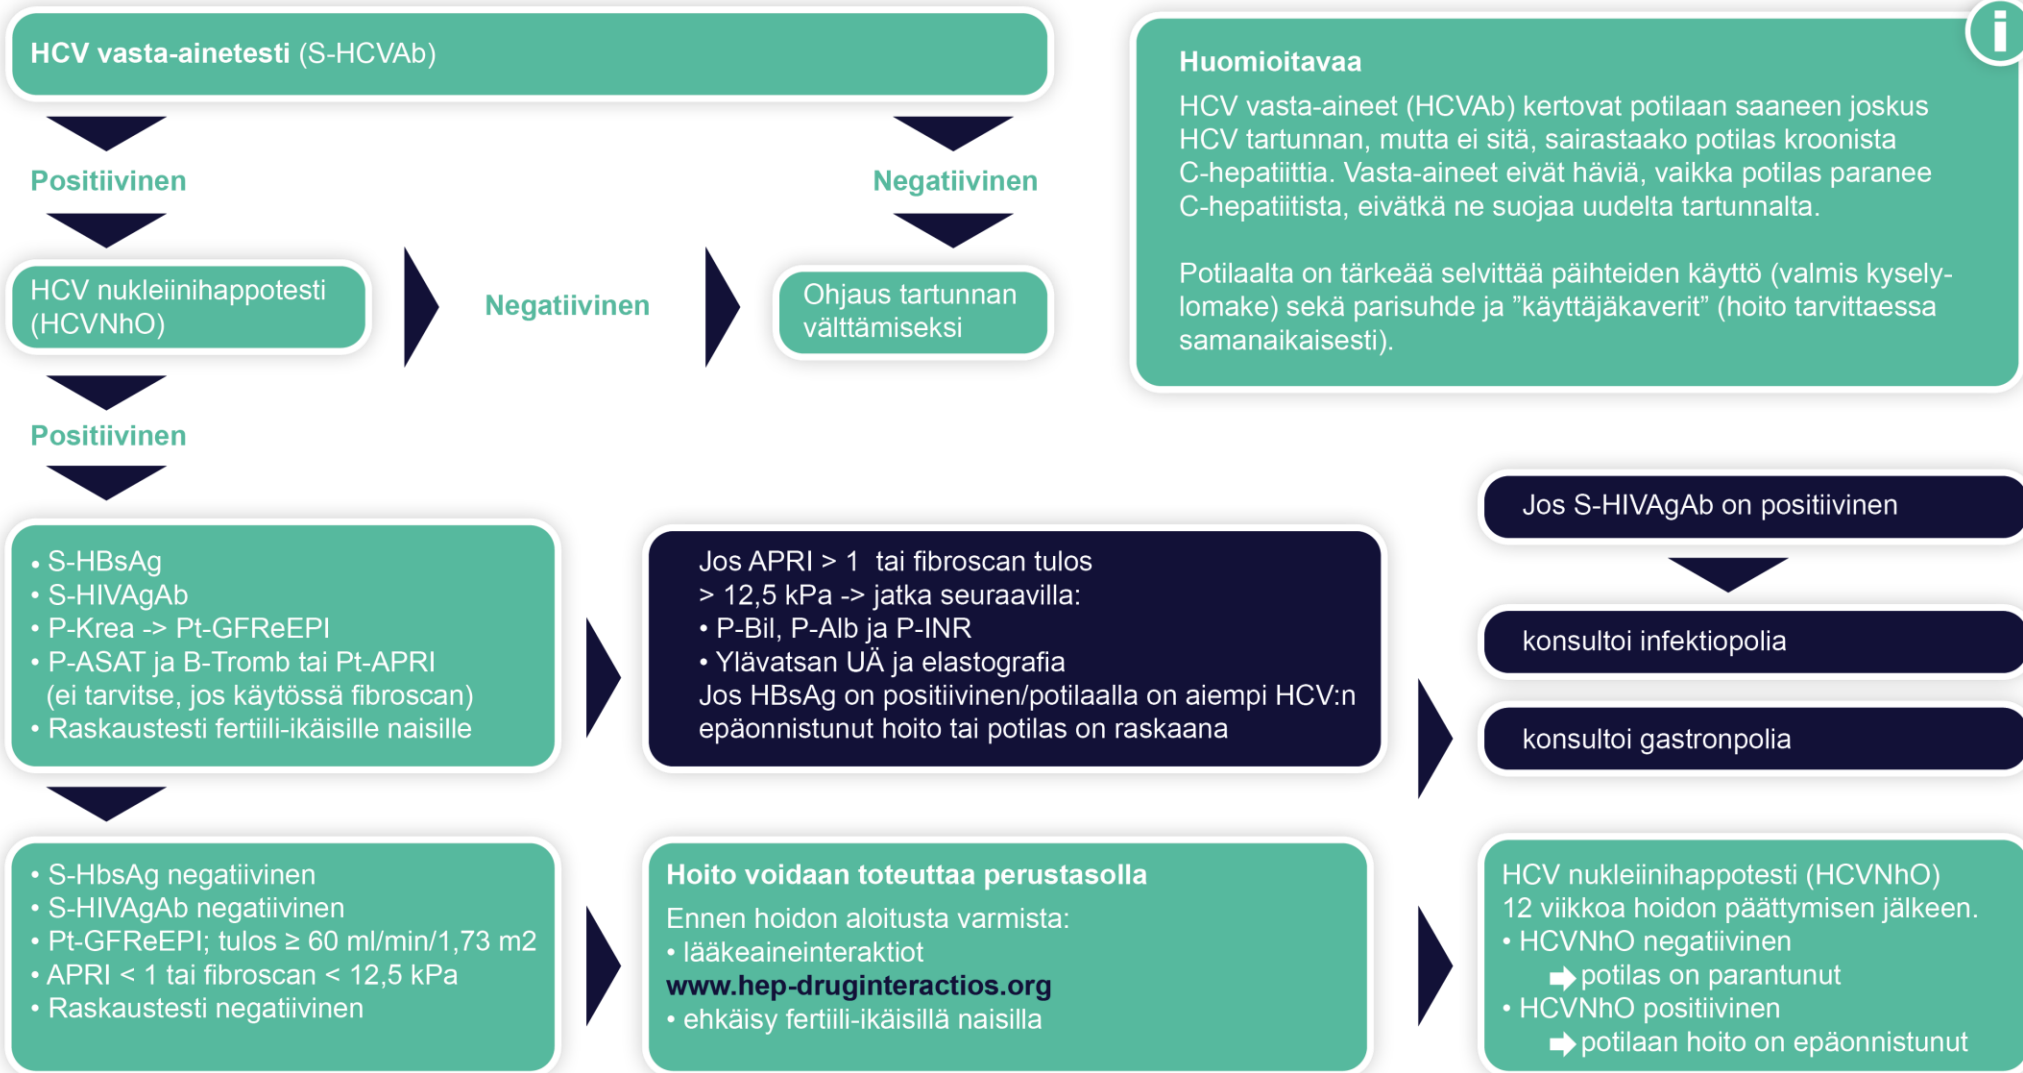 HCV vasta-ainetesti (S-HCVAb)
Positiivinen
Negatiivinen
HCV nukleiinihappotesti
(HCVNhO)
Negatiivinen
Ohjaus tartunnan
välttämiseksi
i
Huomioitavaa
HCV vasta-aineet (HCVAb) kertovat potilaan saaneen joskus
HCV tartunnan, mutta ei sitä, sairastaako potilas kroonista
C-hepatiittia. Vasta-aineet eivät häviä, vaikka potilas paranee
C-hepatiitista, eivätkä ne suojaa uudelta tartunnalta.
Potilaalta on tärkeää selvittää päihteiden käyttö (valmis kysely-
lomake) sekä parisuhde ja ”käyttäjäkaverit” (hoito tarvittaessa
samanaikaisesti).
Positiivinen
• S-HBsAg
• S-HIVAgAb
• P-Krea -> Pt-GFReEPI
• P-ASAT ja B-Tromb tai Pt-APRI
(ei tarvitse, jos käytössä fibroscan)
• Raskaustesti fertiili-ikäisille naisille
Jos APRI > 1 tai fibroscan tulos
> 12,5 kPa -> jatka seuraavilla:
• P-Bil, P-Alb ja P-INR
• Ylävatsan UÄ ja elastografia
Jos HBsAg on positiivinen/potilaalla on aiempi HCV:n
epäonnistunut hoito tai potilas on raskaana
Jos S-HIVAgAb on positiivinen
konsultoi infektiopolia
konsultoi gastronpolia
• S-HbsAg negatiivinen
• S-HIVAgAb negatiivinen
• Pt-GFReEPI; tulos ≥ 60 ml/min/1,73 m2
• APRI < 1 tai fibroscan < 12,5 kPa
• Raskaustesti negatiivinen
Hoito voidaan toteuttaa perustasolla
Ennen hoidon aloitusta varmista:
• lääkeaineinteraktiot
www.hep-druginteractios.org
• ehkäisy fertiili-ikäisillä naisilla
HCV nukleiinihappotesti (HCVNhO)
12 viikkoa hoidon päättymisen jälkeen.
• HCVNhO negatiivinen
➡ potilas on parantunut
• HCVNhO positiivinen
➡ potilaan hoito on epäonnistunut